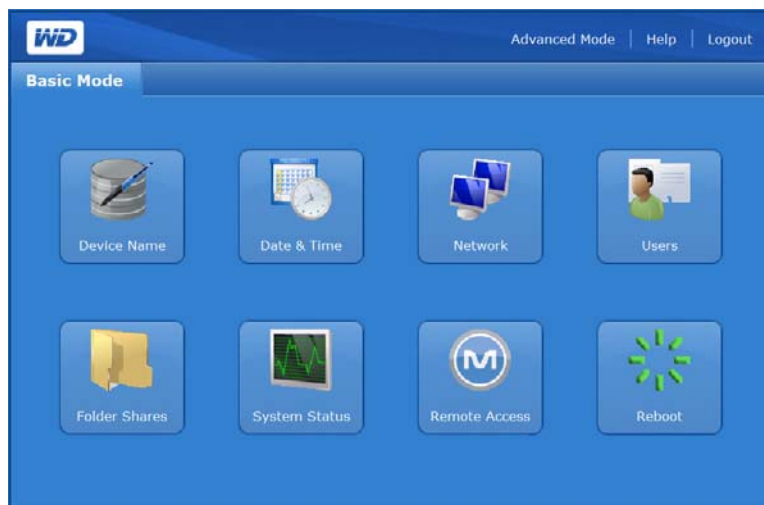 WD
Advanced Mode | Help | Logout
Basic Mode
Device Name
Date & Time
Network
Users
Folder Shares
System Status
Remote Access
Reboot